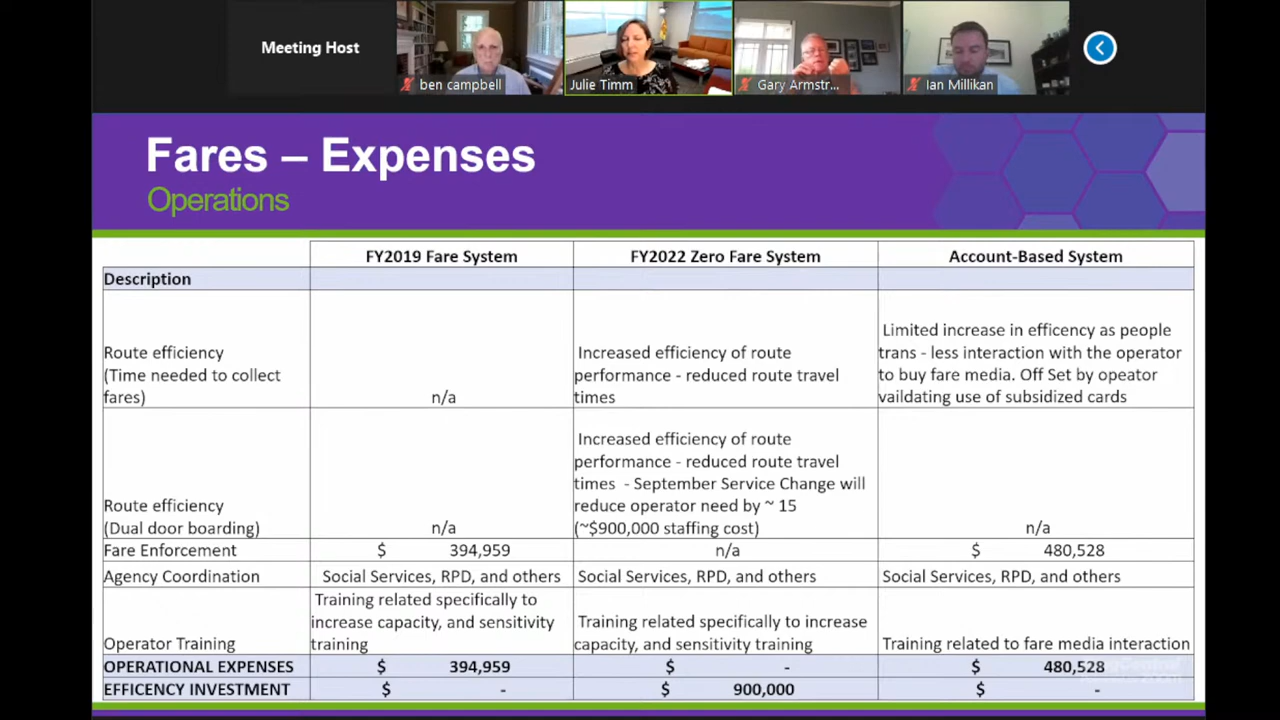 Meeting Host
ben campbell
Julie Timm
Gary Armstr...
Ian Millikan
Fares – Expenses
Operations
FY2019 Fare System
FY2022 Zero Fare System
Account-Based System
Description
Route efficiency
(Time needed to collect
fares)
n/a
Increased efficiency of route
performance - reduced route travel
times
Limited increase in efficency as people
trans - less interaction with the operator
to buy fare media. Off Set by opeator
vaildating use of subsidized cards
Route efficiency
(Dual door boarding)
n/a
Increased efficiency of route
performance - reduced route travel
times - September Service Change will
reduce operator need by ~ 15
(~$900,000 staffing cost)
n/a
Fare Enforcement
$ 394,959
n/a
$ 480,528
Agency Coordination
Social Services, RPD, and others
Social Services, RPD, and others
Social Services, RPD, and others
Operator Training
Training related specifically to
increase capacity, and sensitivity
training
Training related specifically to increase
capacity, and sensitivity training
Training related to fare media interaction
OPERATIONAL EXPENSES
$ 394,959
$ -
$ 480,528
EFFICENCY INVESTMENT
$ -
$ 900,000
$ -